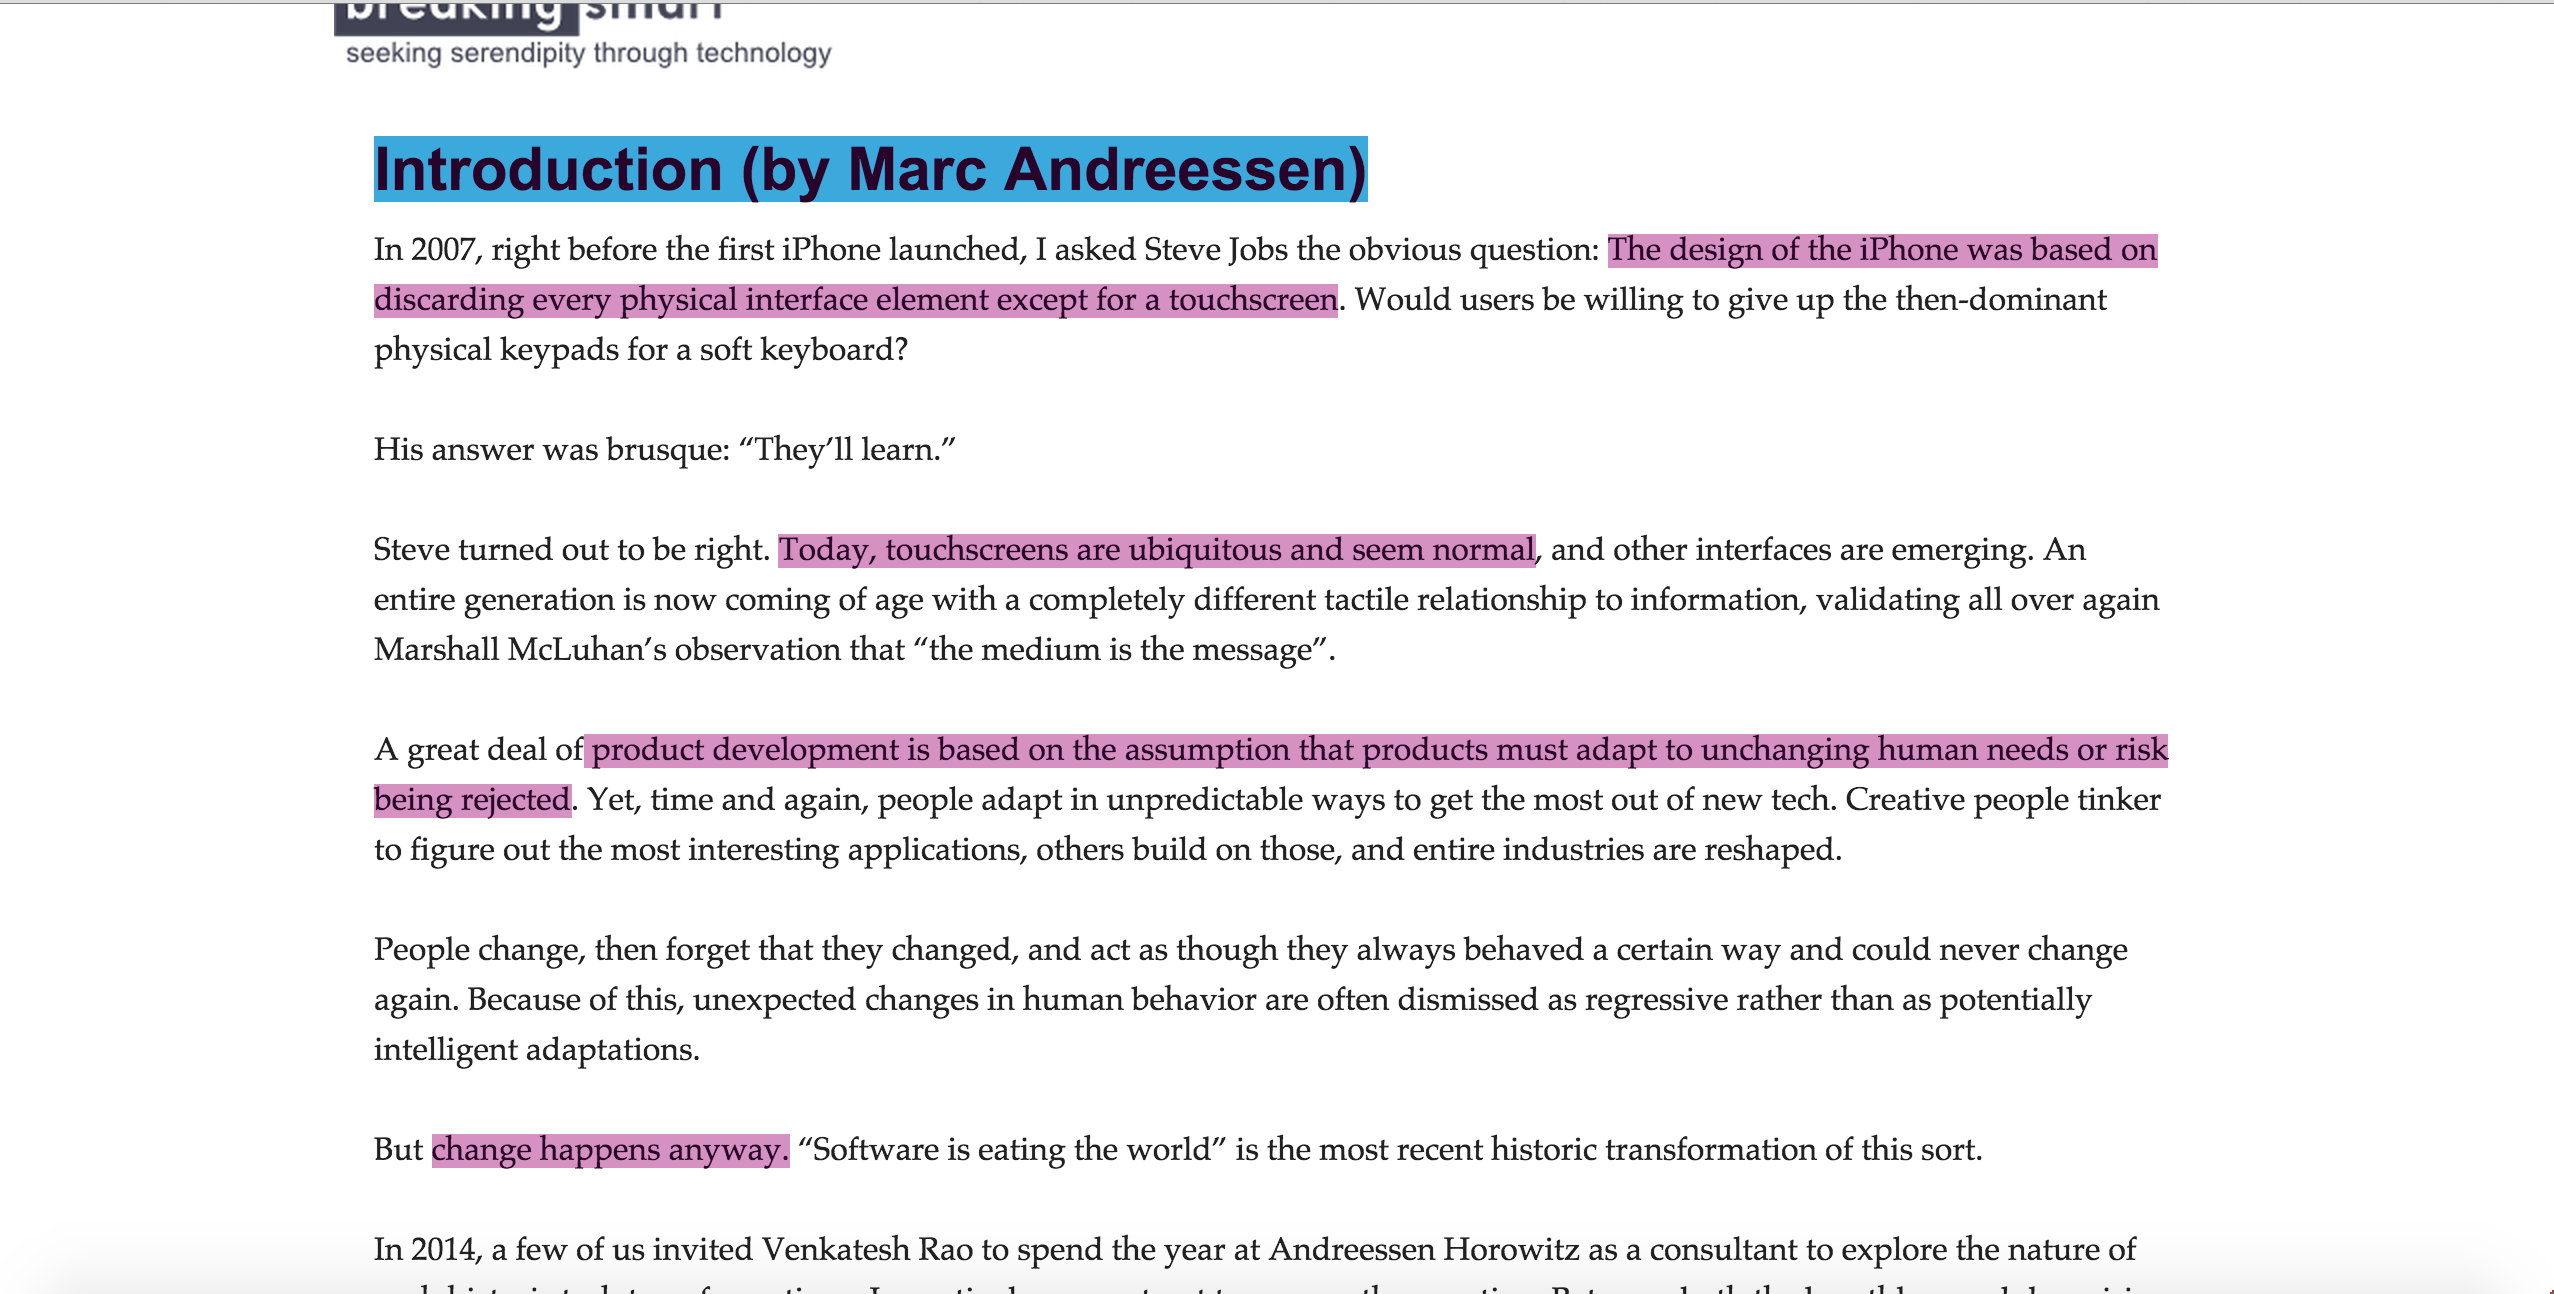 breaking smart
seeking serendipity through technology
Introduction (by Marc Andreessen)
In 2007, right before the first iPhone launched, I asked Steve Jobs the obvious question: The design of the iPhone was based on
discarding every physical interface element except for a touchscreen. Would users be willing to give up the then-dominant
physical keypads for a soft keyboard?
His answer was brusque: “They’ll learn.”
Steve turned out to be right. Today, touchscreens are ubiquitous and seem normal, and other interfaces are emerging. An
entire generation is now coming of age with a completely different tactile relationship to information, validating all over again
Marshall McLuhan’s observation that “the medium is the message”.
A great deal of product development is based on the assumption that products must adapt to unchanging human needs or risk
being rejected. Yet, time and again, people adapt in unpredictable ways to get the most out of new tech. Creative people tinker
to figure out the most interesting applications, others build on those, and entire industries are reshaped.
People change, then forget that they changed, and act as though they always behaved a certain way and could never change
again. Because of this, unexpected changes in human behavior are often dismissed as regressive rather than as potentially
intelligent adaptations.
But change happens anyway. “Software is eating the world” is the most recent historic transformation of this sort.
In 2014, a few of us invited Venkatesh Rao to spend the year at Andreessen Horowitz as a consultant to explore the nature of